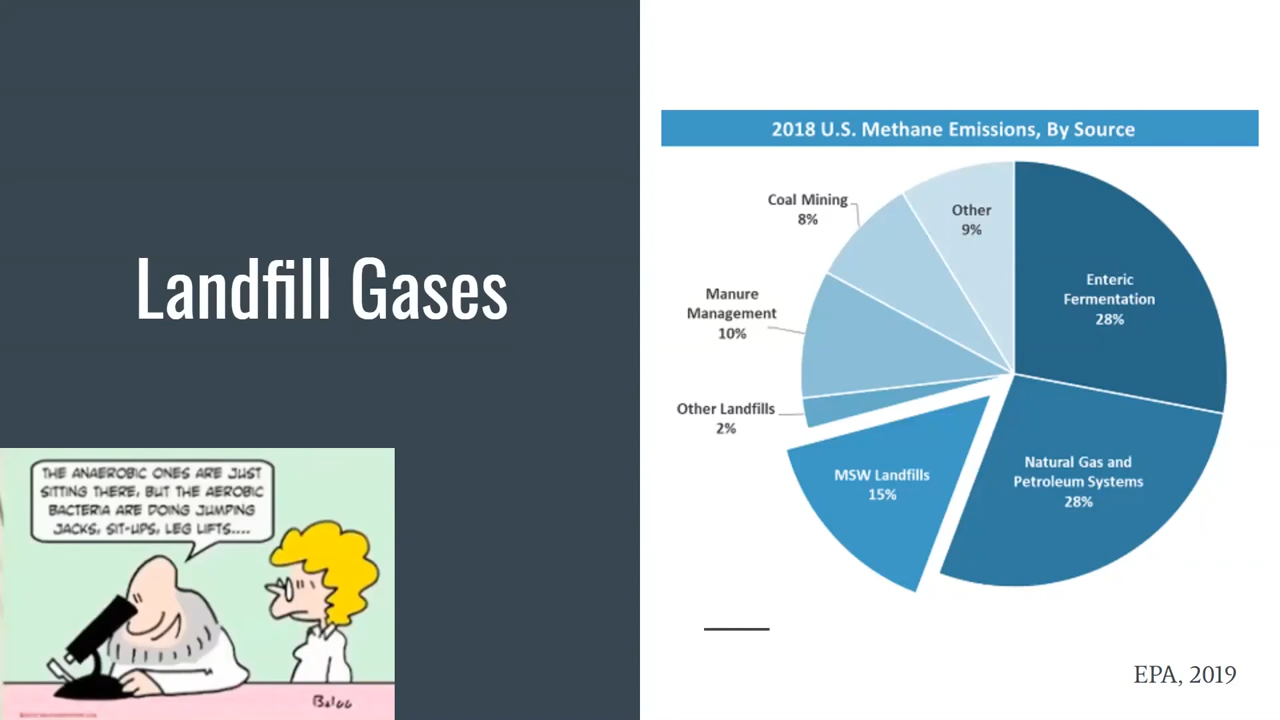 Landfill Gases
THE ANAEROBIC ONES ARE JUST
SITTING THERE, BUT THE AEROBIC
BACTERIA ARE DOING JUMPING
JACKS, SIT-UPS, LEG LIFTS....
2018 U.S. Methane Emissions, By Source
Coal Mining
8%
Other
9%
Enteric
Fermentation
28%
Manure
Management
10%
Other Landfills
2%
MSW Landfills
15%
Natural Gas and
Petroleum Systems
28%
EPA, 2019